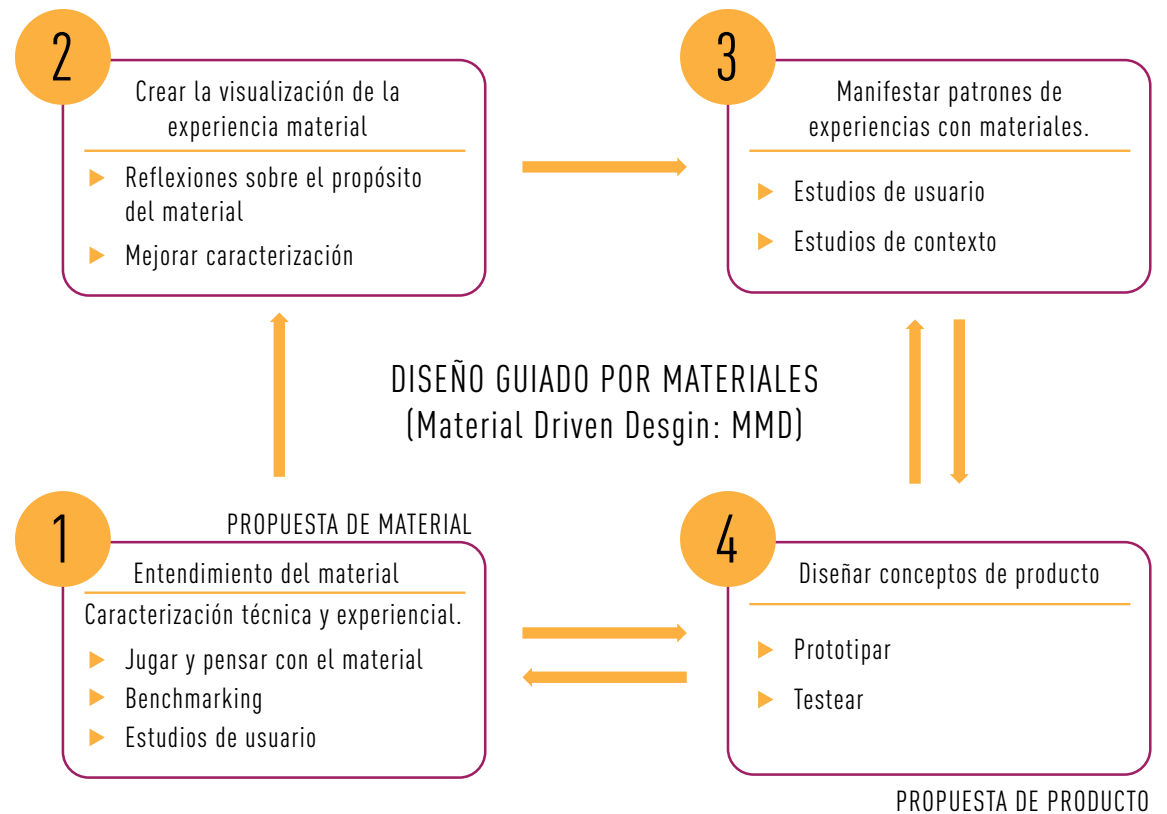 2
Crear la visualización de la
experiencia material
Reflexiones sobre el propósito
del material
Mejorar caracterización
3
Manifestar patrones de
experiencias con materiales.
Estudios de usuario
Estudios de contexto
DISEÑO GUIADO POR MATERIALES
(Material Driven Desgin: MMD)
1
PROPUESTA DE MATERIAL
Entendimiento del material
Caracterización técnica y experiencial.
Jugar y pensar con el material
Benchmarking
Estudios de usuario
4
Diseñar conceptos de producto
Prototipar
Testear
PROPUESTA DE PRODUCTO